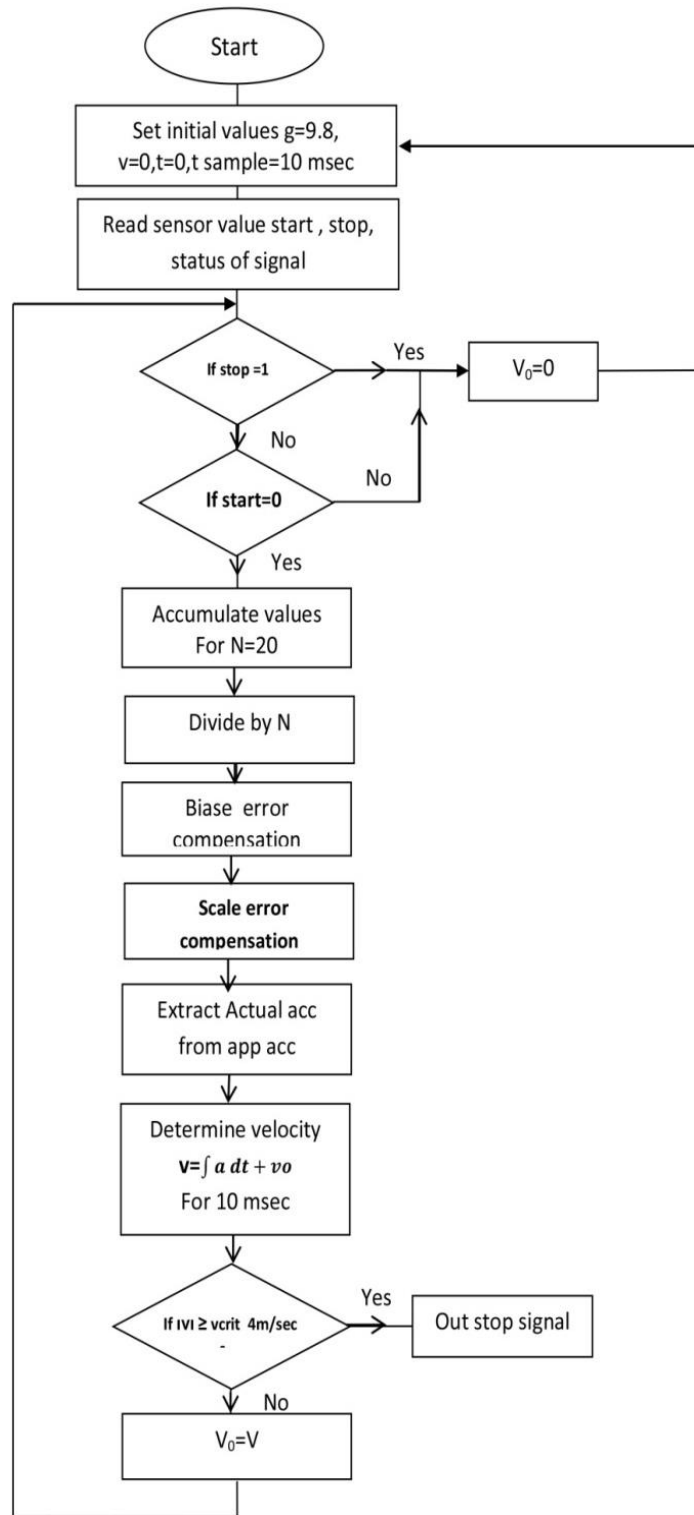 Start
Set initial values g=9.8,
v=0,t=0,t sample=10 msec
Read sensor value start , stop,
status of signal
If stop =1
Yes
V₀=0
No
If start=0
No
Yes
Accumulate values
For N=20
Divide by N
Biase error
compensation
Scale error
compensation
Extract Actual acc
from app acc
Determine velocity
v=∫ a dt + vo
For 10 msec
If IVI ≥ vcrit 4m/sec
-
Yes
Out stop signal
No
V₀=V